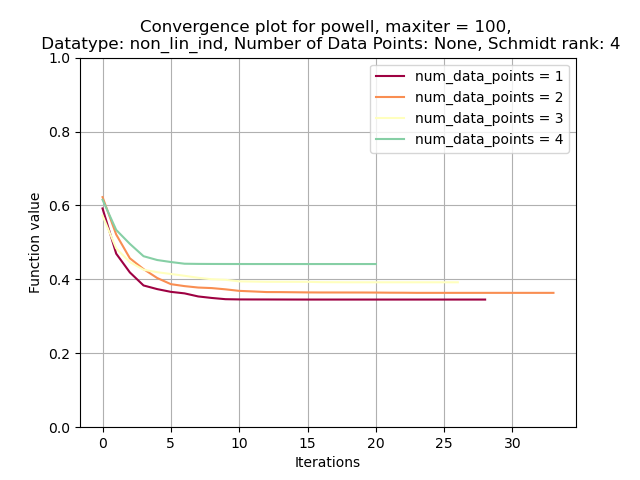 Convergence plot for powell, maxiter = 100,
Datatype: non_lin_ind, Number of Data Points: None, Schmidt rank: 4
1.0
0.8
0.6
0.4
0.2
0.0
Function value
num_data_points = 1
num_data_points = 2
num_data_points = 3
num_data_points = 4
0 5 10 15 20 25 30
Iterations